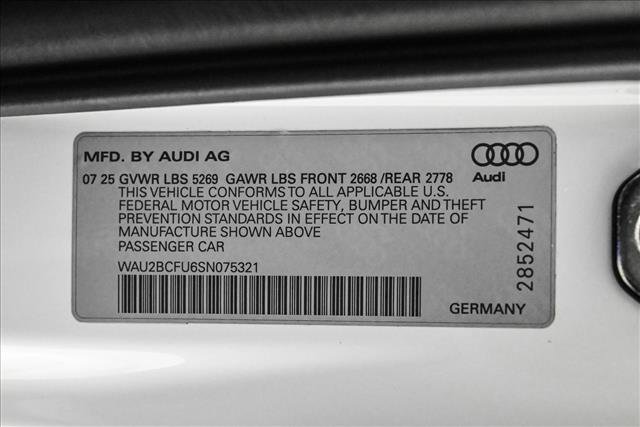 MFD. BY AUDI AG
Audi
07 25 GVWR LBS 5269 GAWR LBS FRONT 2668 /REAR 2778
THIS VEHICLE CONFORMS TO ALL APPLICABLE U.S.
FEDERAL MOTOR VEHICLE SAFETY, BUMPER AND THEFT
PREVENTION STANDARDS IN EFFECT ON THE DATE OF
MANUFACTURE SHOWN ABOVE
PASSENGER CAR
WAU2BCFU6SN075321
GERMANY
2852471